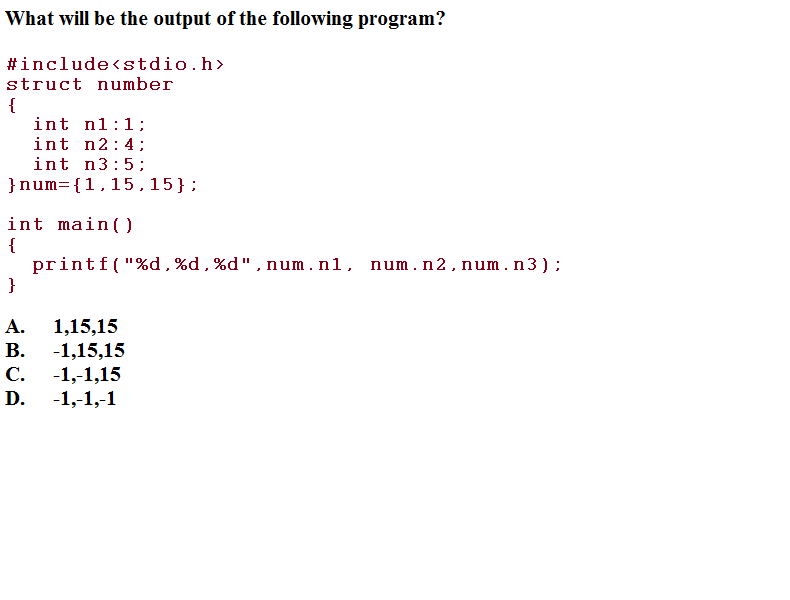 What will be the output of the following program?
#include<stdio.h>
struct number
{
int n1:1;
int n2:4;
int n3:5;
}num={1,15,15};
int main()
{
printf("%d,%d,%d",num.n1, num.n2,num.n3);
}
A. 1,15,15
B. -1,15,15
C. -1,-1,15
D. -1,-1,-1